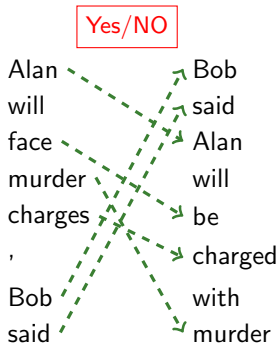 Yes/NO
Alan
will
face
murder
charges
,
Bob
said
Bob
said
Alan
will
be
charged
with
murder